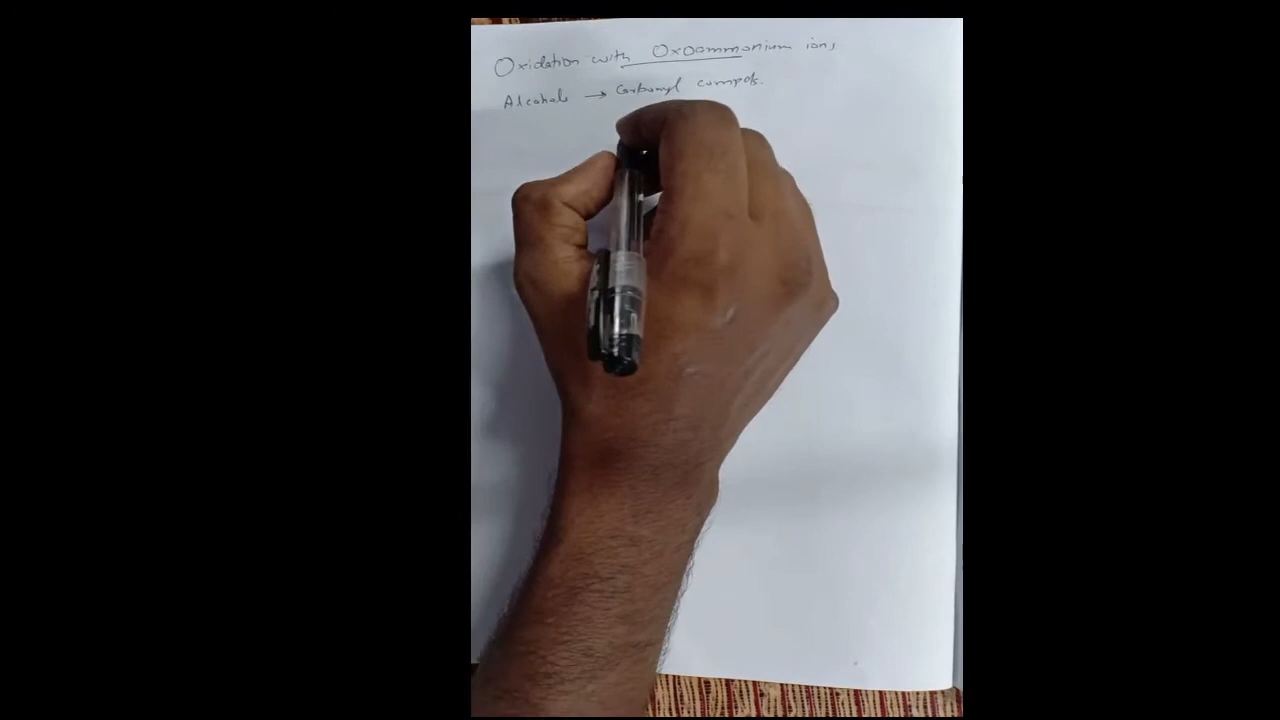 Oxidation with Oxoammonium ions
Alcohols → Carbonyl compds.